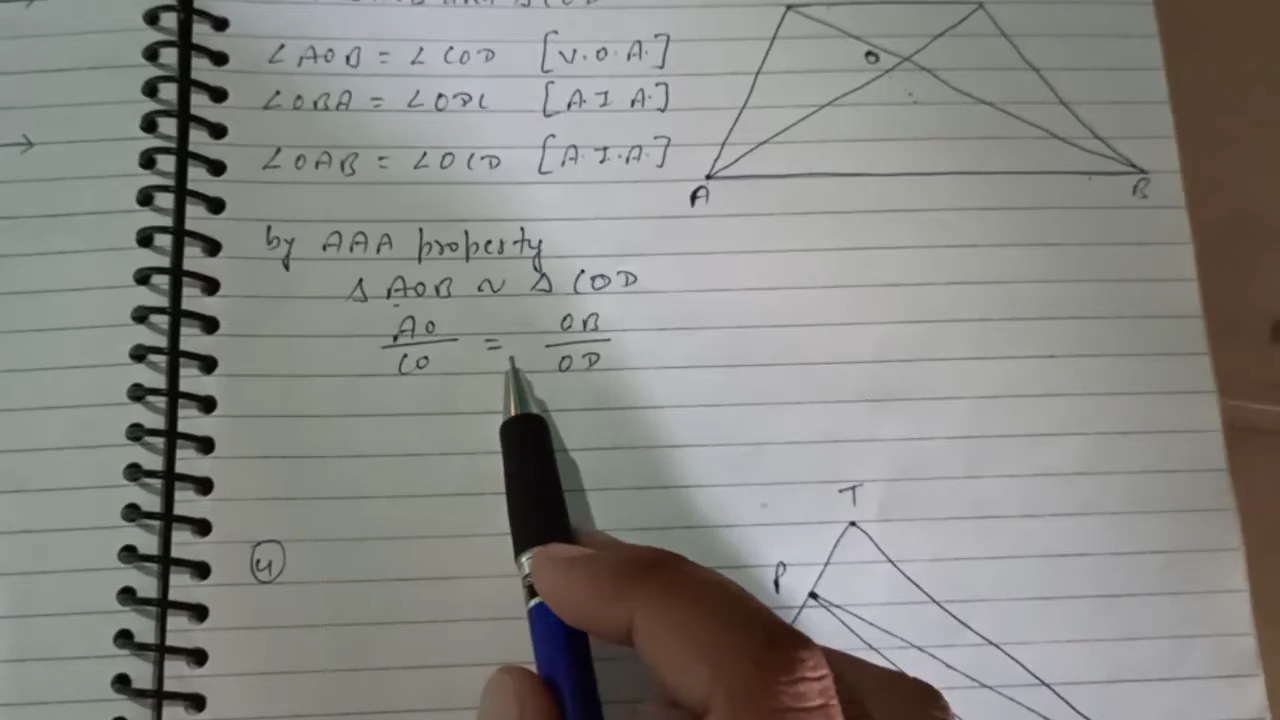 ∠AOB = ∠COD [V.O.A.]
∠OBA = ∠ODC [A.I A.]
∠OAB = ∠OCD [A.I.A.]
by AAA property
Δ AOB ~ Δ COD
AO/CO = OB/OD
4
O
A
B
T
P